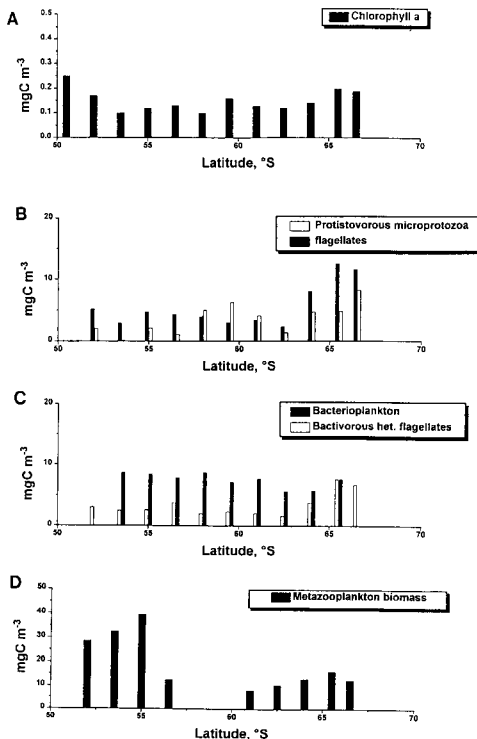 A
Chlorophyll a
mgC m-3
0.5
0.4
0.3
0.2
0.1
0.0
50
55
60
65
70
Latitude, °S
B
Protistovorous microprotozoa
flagellates
mgC m-3
20
10
0
50
55
60
65
70
Latitude, °S
C
Bacterioplankton
Bactivorous het. flagellates
mgC m-3
20
10
0
50
55
60
65
70
Latitude, °S
D
Metazooplankton biomass
mgC m-3
50
40
30
20
10
0
50
55
60
65
70
Latitude, °S